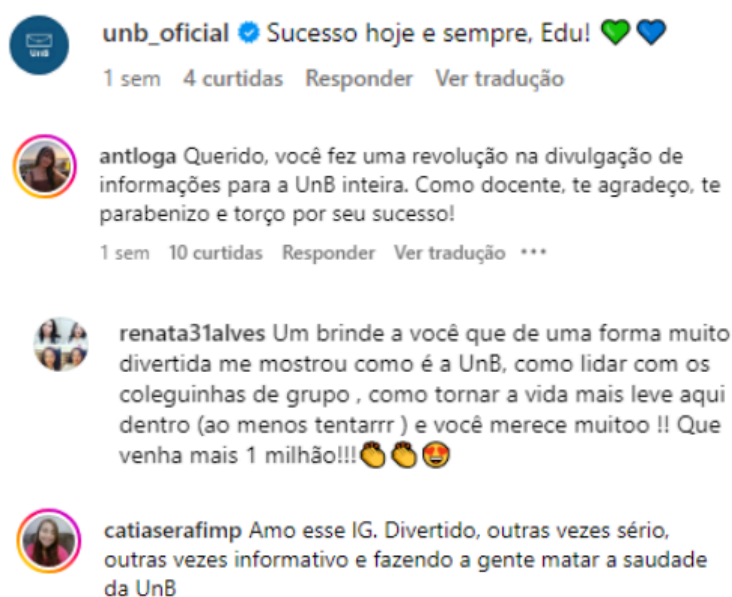 unb_oficial Sucesso hoje e sempre, Edu! 💚💙
UnB
1 sem 4 curtidas Responder Ver tradução
antloga Querido, você fez uma revolução na divulgação de
informações para a UnB inteira. Como docente, te agradeço, te
parabenizo e torço por seu sucesso!
1 sem 10 curtidas Responder Ver tradução •••
renata31alves Um brinde a você que de uma forma muito
divertida me mostrou como é a UnB, como lidar com os
coleguinhas de grupo , como tornar a vida mais leve aqui
dentro (ao menos tentarrr ) e você merece muitoo !! Que
venha mais 1 milhão!!!👏👏😍
catiaserafimp Amo esse IG. Divertido, outras vezes sério,
outras vezes informativo e fazendo a gente matar a saudade
da UnB